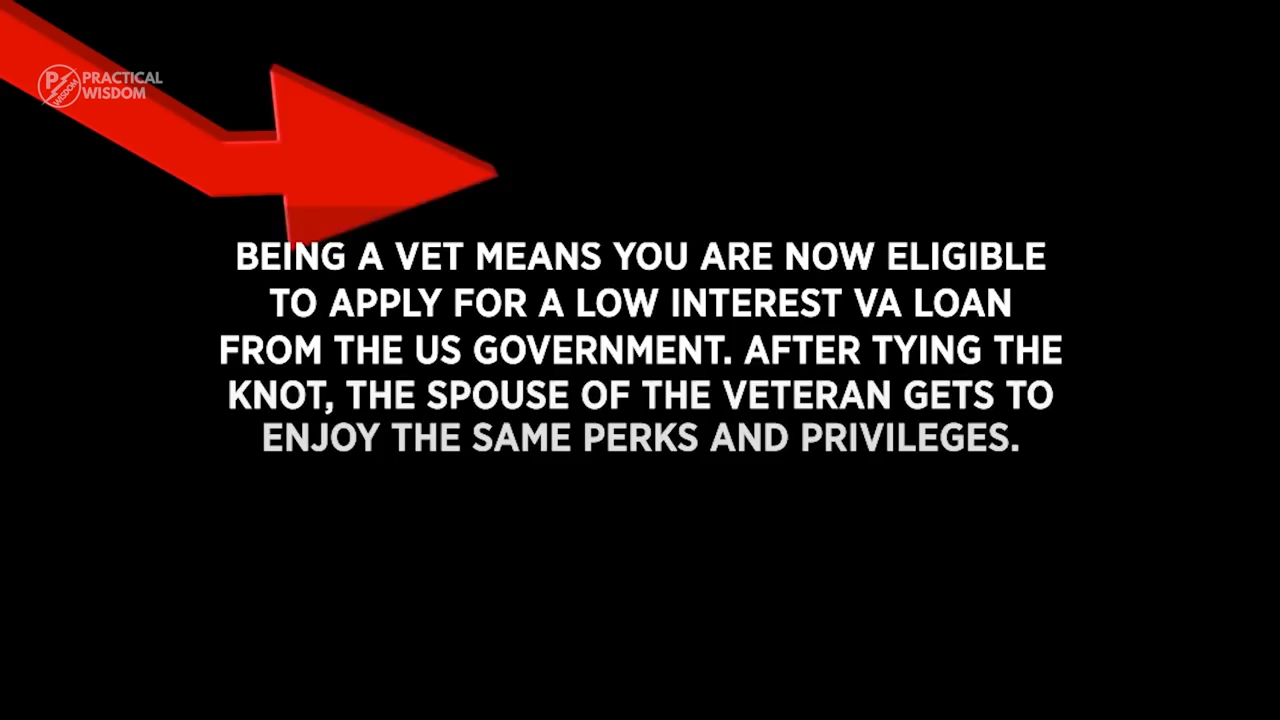 P
WISDOM
PRACTICAL
WISDOM
BEING A VET MEANS YOU ARE NOW ELIGIBLE
TO APPLY FOR A LOW INTEREST VA LOAN
FROM THE US GOVERNMENT. AFTER TYING THE
KNOT, THE SPOUSE OF THE VETERAN GETS TO
ENJOY THE SAME PERKS AND PRIVILEGES.